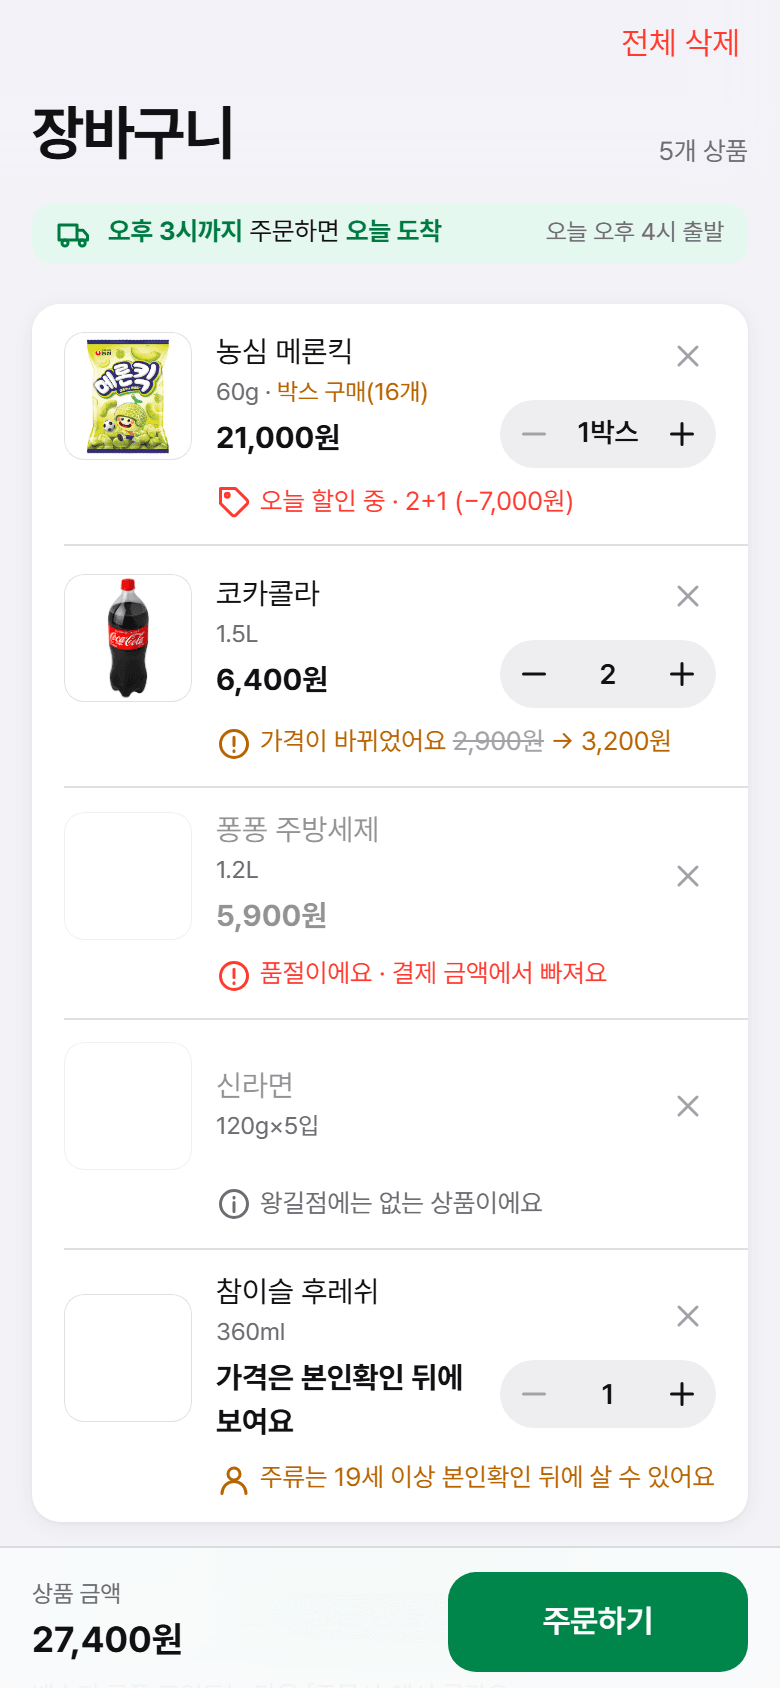 전체 삭제
장바구니
5개 상품
오후 3시까지 주문하면 오늘 도착
오늘 오후 4시 출발
농심
메론킥
농심 메론킥
60g · 박스 구매(16개)
21,000원
1박스
오늘 할인 중 · 2+1 (−7,000원)
Coca-Cola
코카콜라
1.5L
6,400원
2
가격이 바뀌었어요 2,900원 → 3,200원
퐁퐁 주방세제
1.2L
5,900원
품절이에요 · 결제 금액에서 빠져요
신라면
120g×5입
왕길점에는 없는 상품이에요
참이슬 후레쉬
360ml
가격은 본인확인 뒤에
보여요
1
주류는 19세 이상 본인확인 뒤에 살 수 있어요
상품 금액
27,400원
주문하기